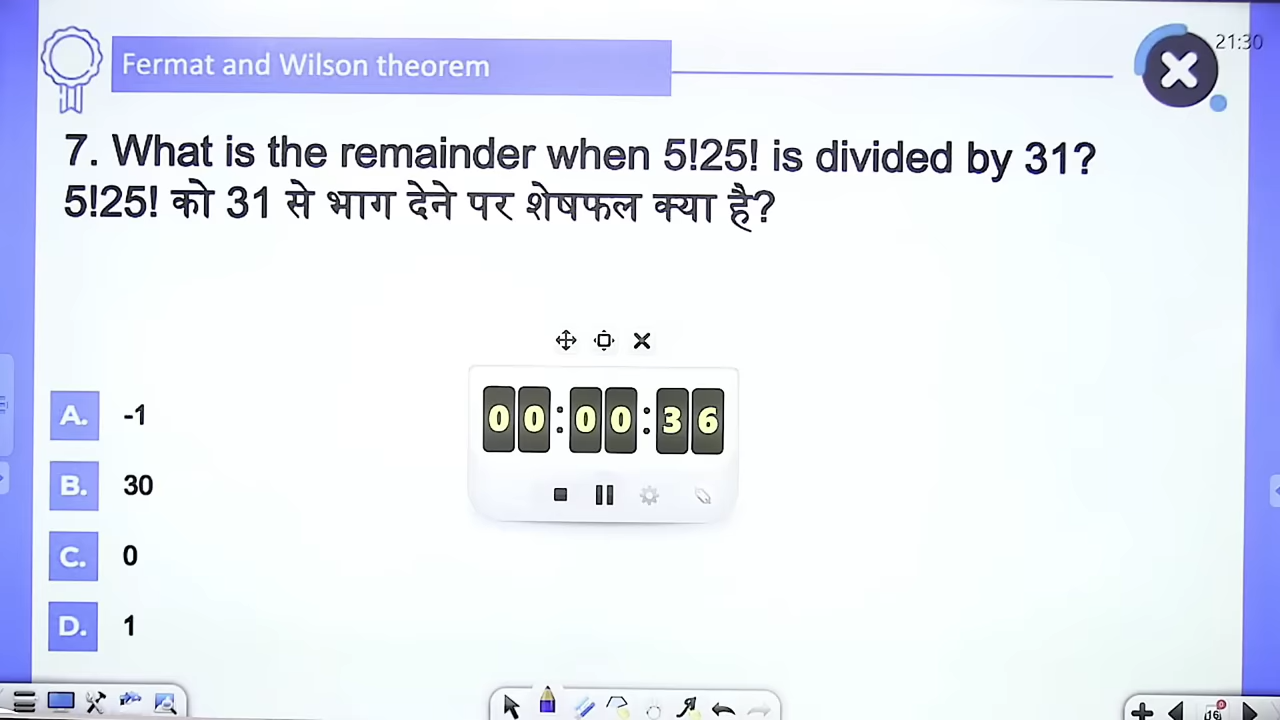 Fermat and Wilson theorem
21:30
7. What is the remainder when 5!25! is divided by 31?
5!25! को 31 से भाग देने पर शेषफल क्या है?
00:00:36
A. -1
B. 30
C. 0
D. 1
16